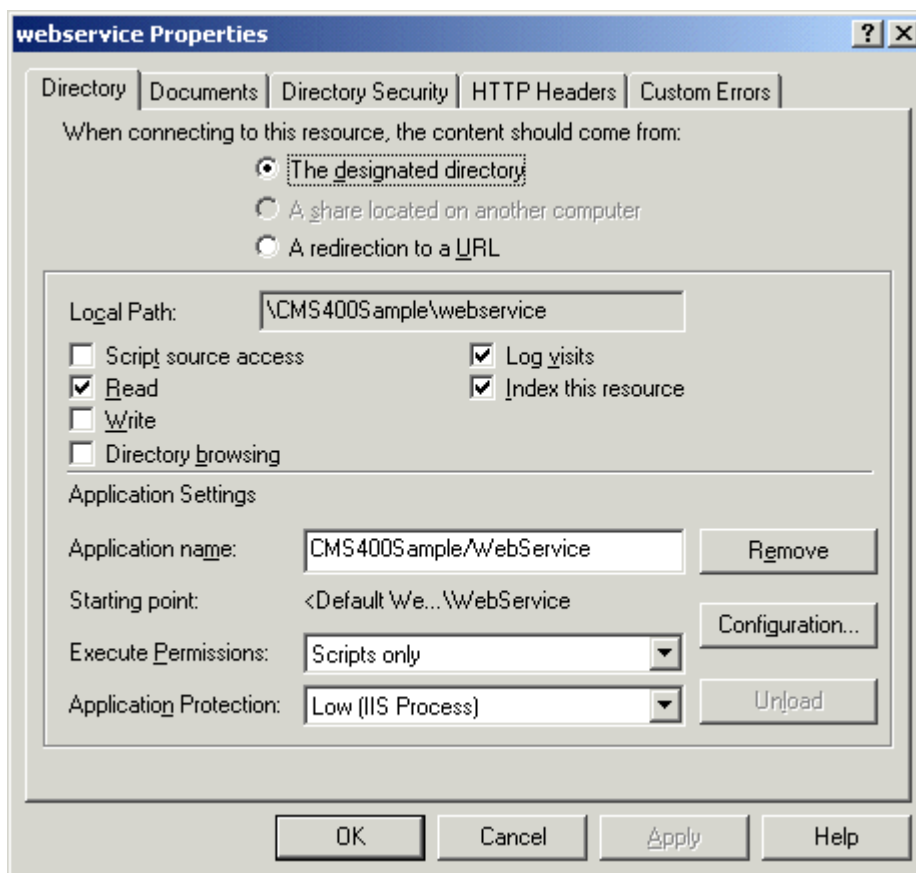 webservice Properties
Directory Documents Directory Security HTTP Headers Custom Errors
When connecting to this resource, the content should come from:
The designated directory
A share located on another computer
A redirection to a URL
Local Path: \CMS400Sample\webservice
Script source access Log visits
Read Index this resource
Write
Directory browsing
Application Settings
Application name: CMS400Sample/WebService Remove
Starting point: <Default We...\WebService
Configuration...
Execute Permissions: Scripts only
Application Protection: Low (IIS Process) Unload
OK Cancel Apply Help